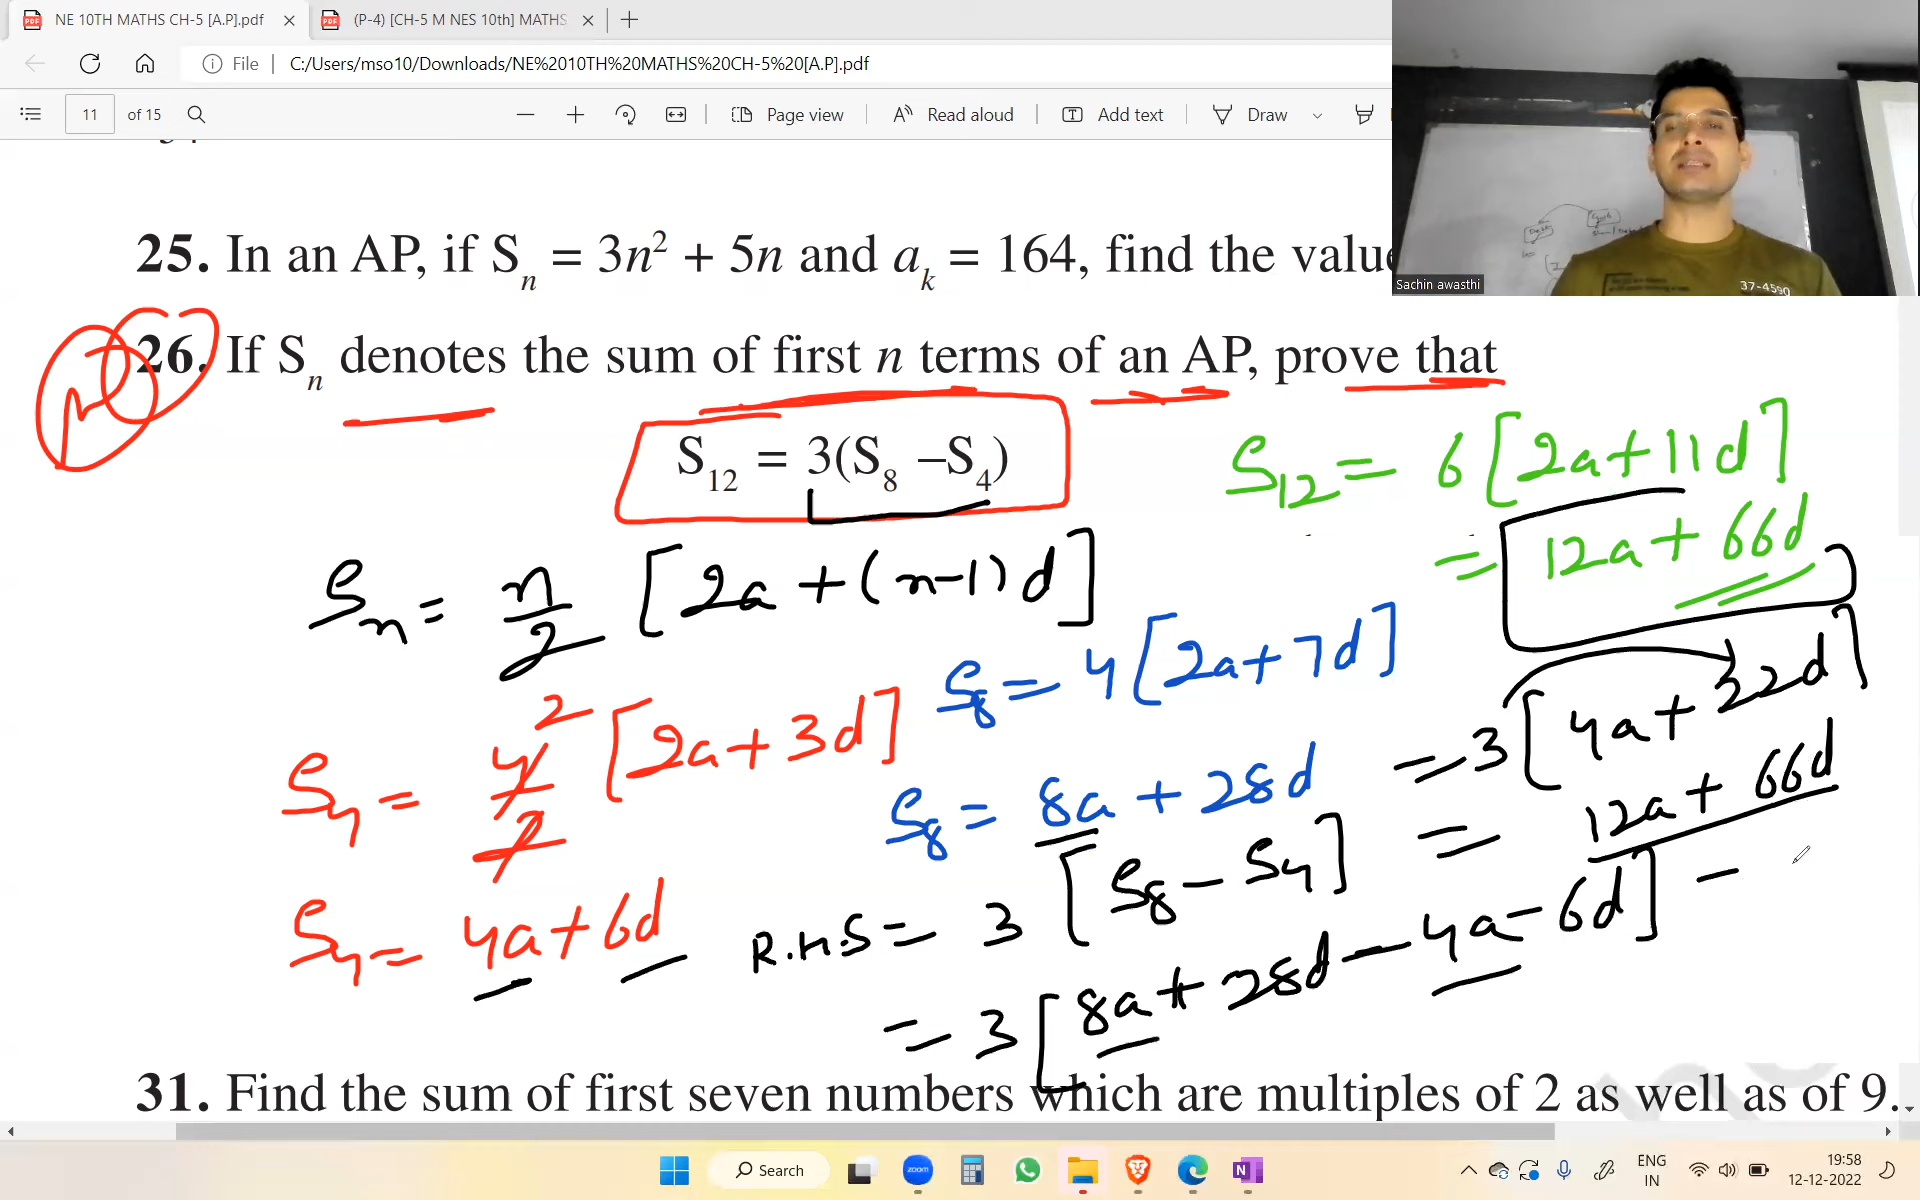 NE 10TH MATHS CH-5 [A.P].pdf
(P-4) [CH-5 M NES 10th] MATHS
File C:/Users/mso10/Downloads/NE%2010TH%20MATHS%20CH-5%20[A.P].pdf
11 of 15 Page view Read aloud Add text Draw
Sachin awasthi
37-4590
25. In an AP, if Sₙ = 3n² + 5n and aₖ = 164, find the value
26. If Sₙ denotes the sum of first n terms of an AP, prove that
S₁₂ = 3(S₈ –S₄)
S₁₂ = 6 [2a+11d]
= 12a + 66d
Sₙ = n/2 [2a + (n-1)d]
S₈ = 4 [2a+7d]
S₄ = 4/2 2 [2a+3d]
= 3 [4a+22d]
S₈ = 8a + 28d
= 12a + 66d
S₄ = 4a+6d
R.H.S = 3 [S₈ - S₄]
= 3 [8a + 28d - 4a - 6d]
31. Find the sum of first seven numbers which are multiples of 2 as well as of 9.
Search
zoom
ENG
IN
19:58
12-12-2022